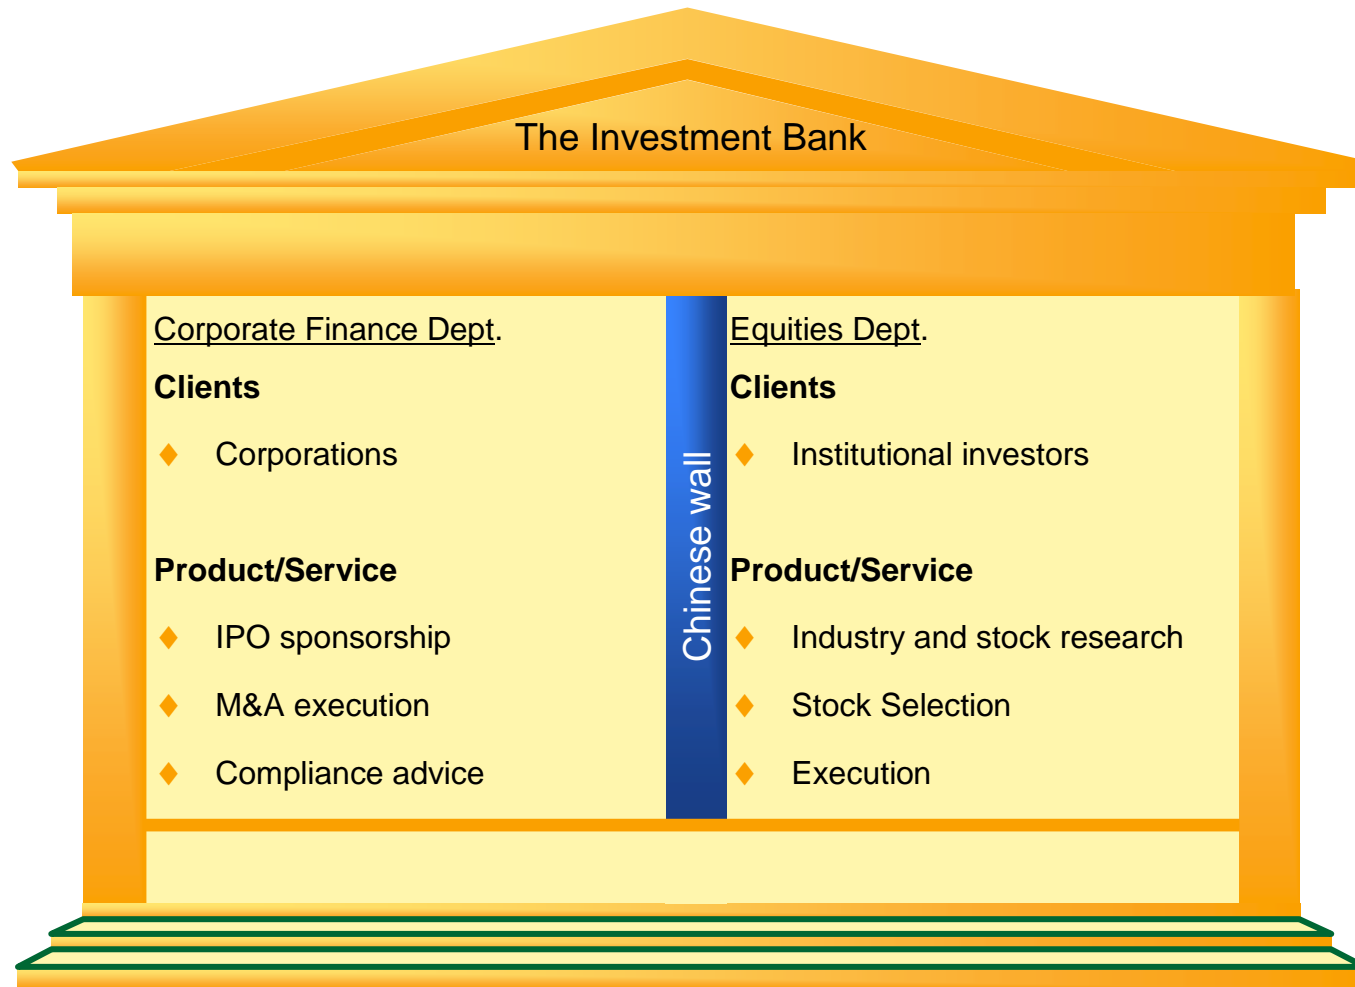 The Investment Bank
Corporate Finance Dept.
Clients
♦ Corporations
Product/Service
♦ IPO sponsorship
♦ M&A execution
♦ Compliance advice
Chinese wall
Equities Dept.
Clients
♦ Institutional investors
Product/Service
♦ Industry and stock research
♦ Stock Selection
♦ Execution